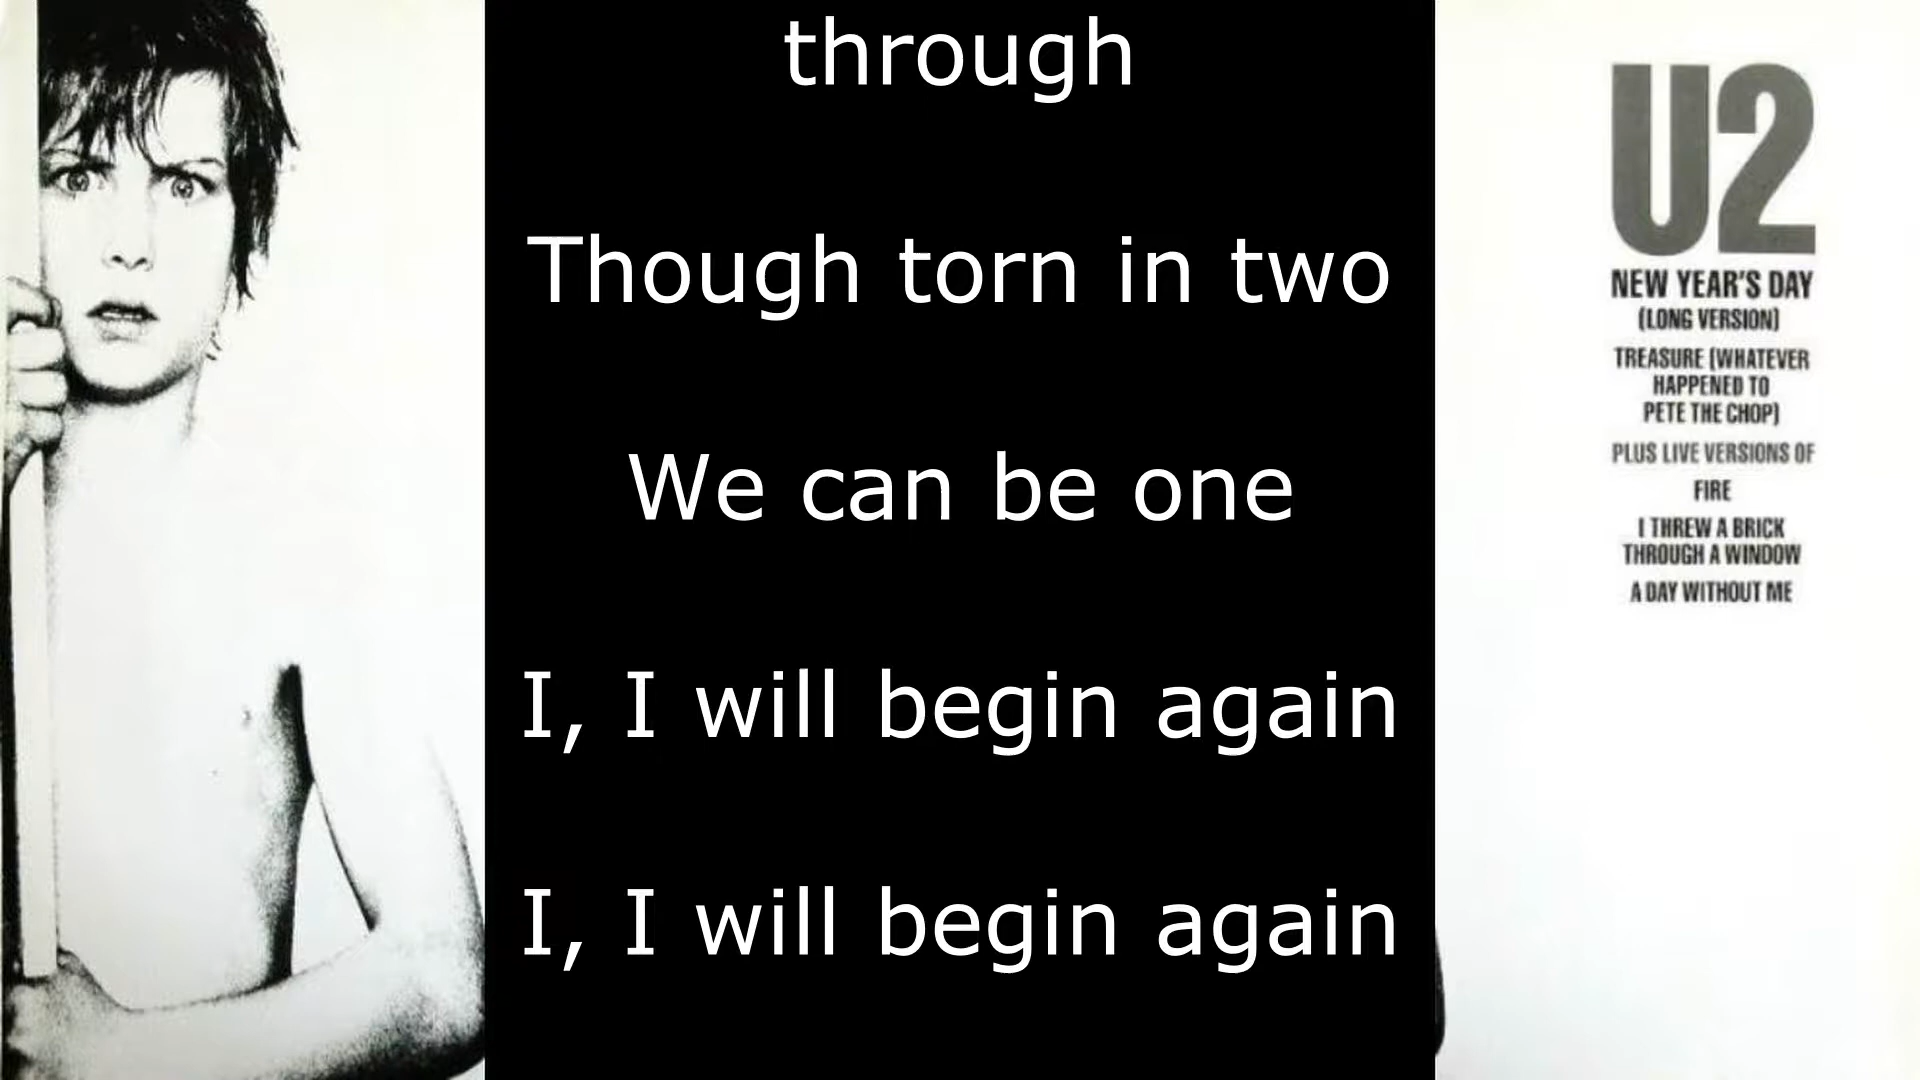 through
Though torn in two
We can be one
I, I will begin again
I, I will begin again
U2
NEW YEAR'S DAY
(LONG VERSION)
TREASURE (WHATEVER
HAPPENED TO
PETE THE CHOP)
PLUS LIVE VERSIONS OF
FIRE
I THREW A BRICK
THROUGH A WINDOW
A DAY WITHOUT ME